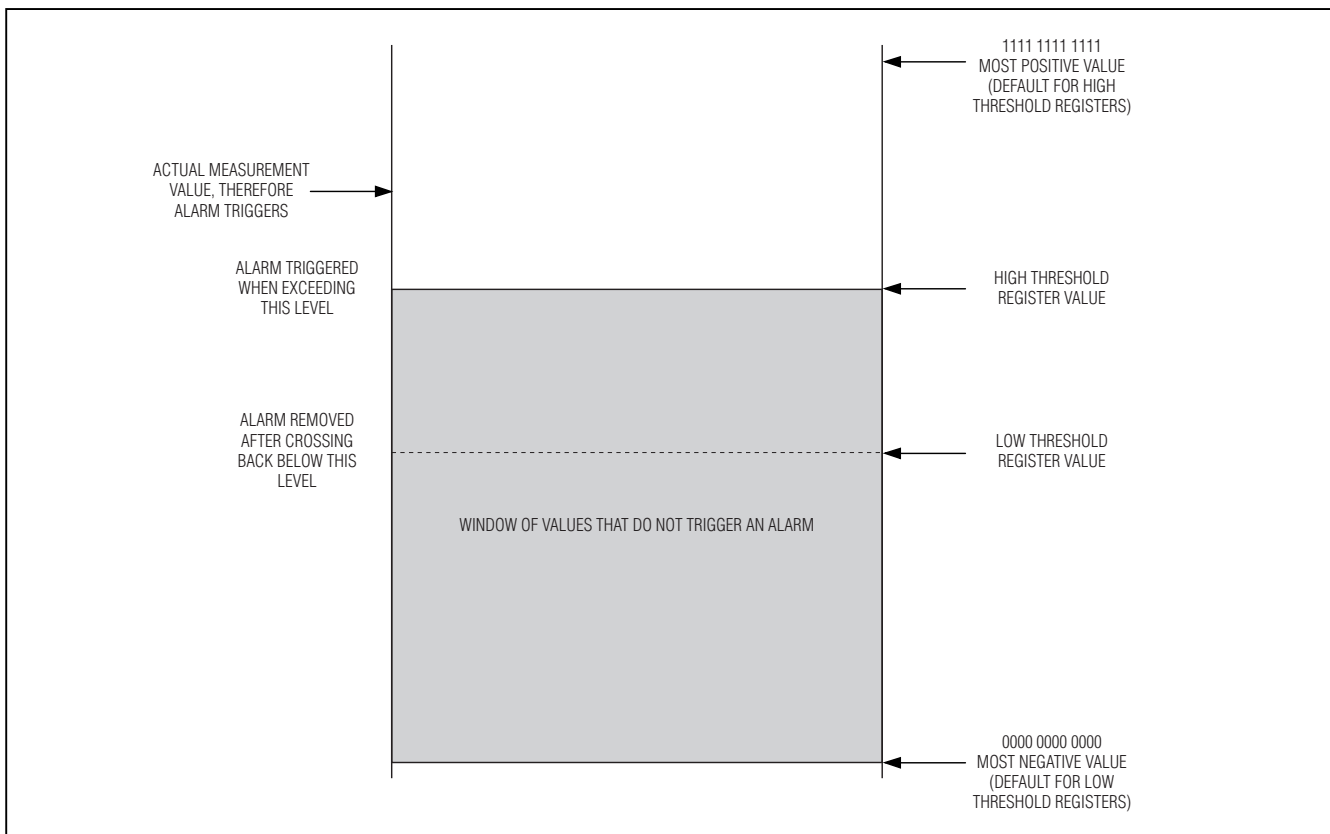 1111 1111 1111
MOST POSITIVE VALUE
(DEFAULT FOR HIGH
THRESHOLD REGISTERS)
ACTUAL MEASUREMENT
VALUE, THEREFORE
ALARM TRIGGERS
ALARM TRIGGERED
WHEN EXCEEDING
THIS LEVEL
HIGH THRESHOLD
REGISTER VALUE
ALARM REMOVED
AFTER CROSSING
BACK BELOW THIS
LEVEL
LOW THRESHOLD
REGISTER VALUE
WINDOW OF VALUES THAT DO NOT TRIGGER AN ALARM
0000 0000 0000
MOST NEGATIVE VALUE
(DEFAULT FOR LOW
THRESHOLD REGISTERS)